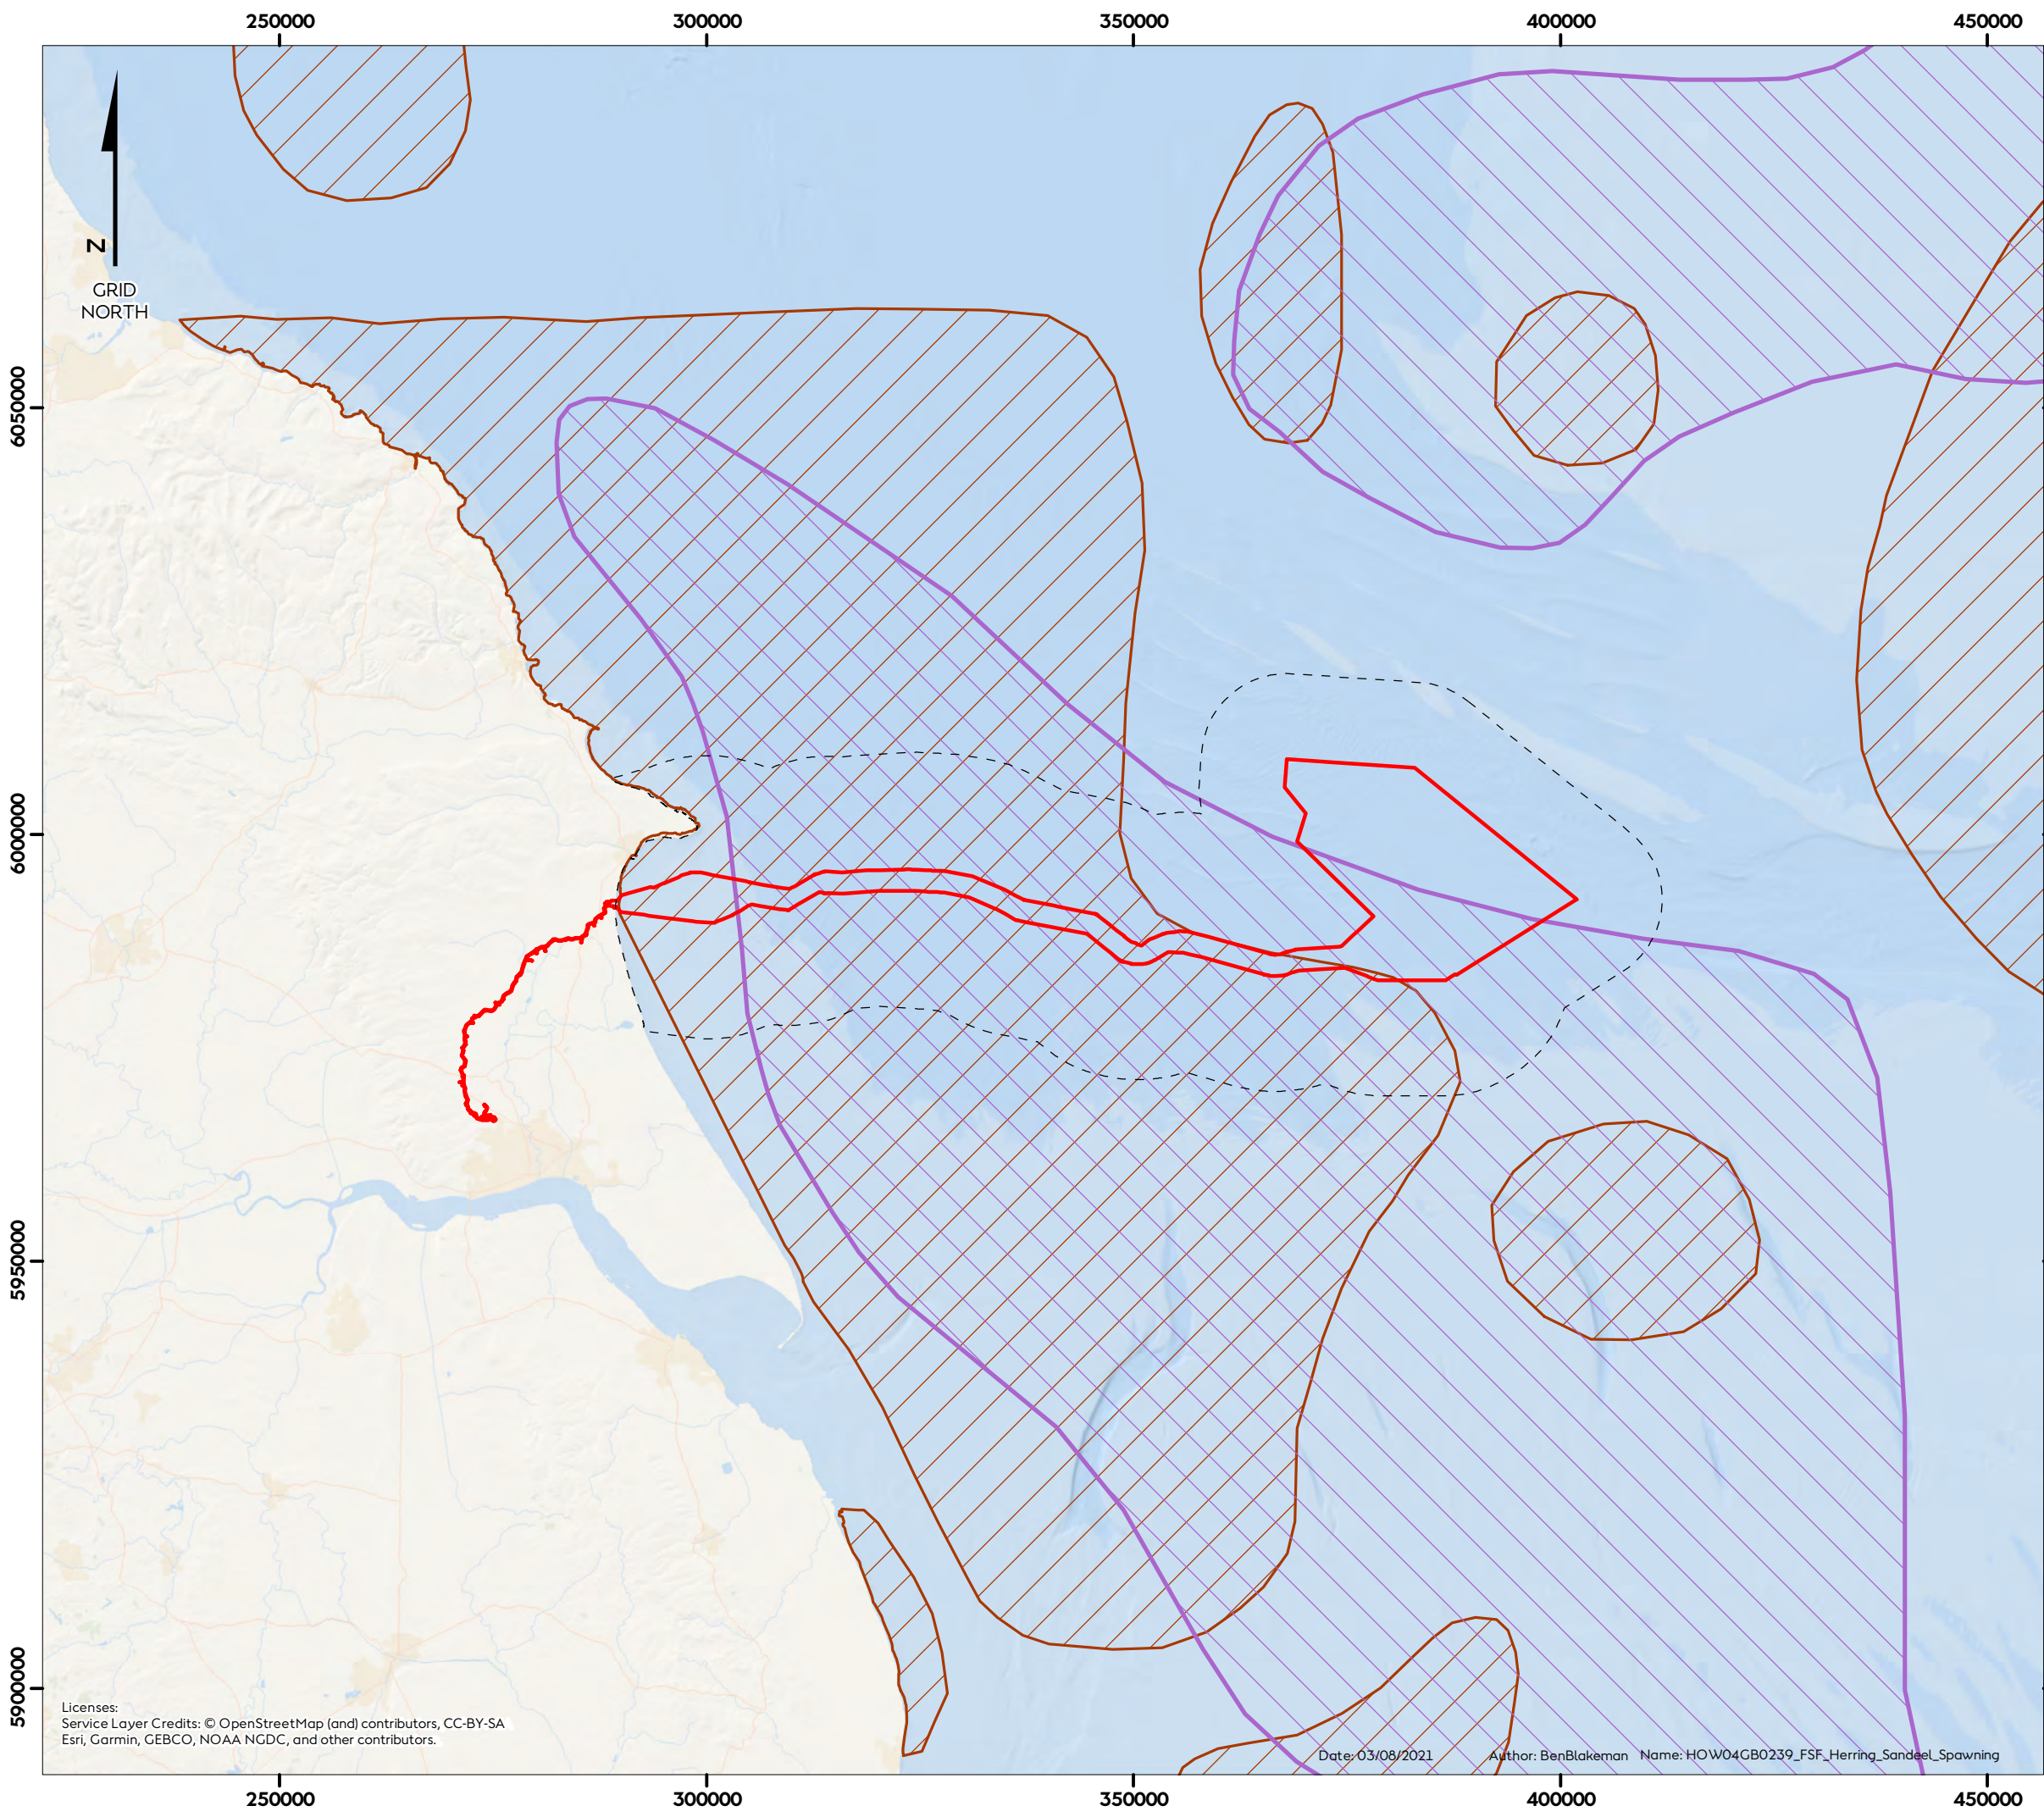 250000 300000 350000 400000 450000
N
GRID
NORTH
6050000
6000000
5950000
5900000
Licenses:
Service Layer Credits: © OpenStreetMap (and) contributors, CC-BY-SA
Esri, Garmin, GEBCO, NOAA NGDC, and other contributors.
Date: 03/08/2021 Author: BenBlakeman Name: HOW04GB0239_FSF_Herring_Sandeel_Spawning
250000 300000 350000 400000 450000